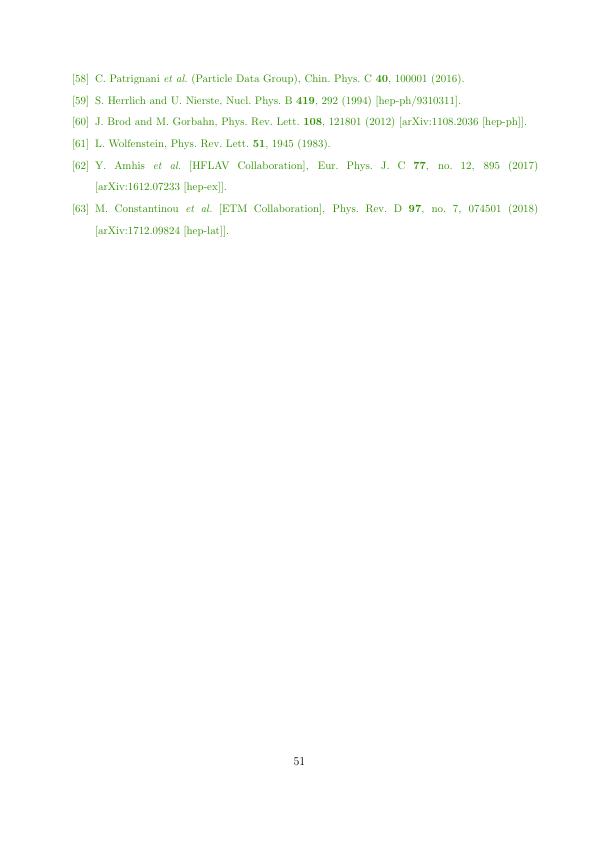 [58] C. Patrignani et al. (Particle Data Group), Chin. Phys. C 40, 100001 (2016).
[59] S. Herrlich and U. Nierste, Nucl. Phys. B 419, 292 (1994) [hep-ph/9310311].
[60] J. Brod and M. Gorbahn, Phys. Rev. Lett. 108, 121801 (2012) [arXiv:1108.2036 [hep-ph]].
[61] L. Wolfenstein, Phys. Rev. Lett. 51, 1945 (1983).
[62] Y. Amhis et al. [HFLAV Collaboration], Eur. Phys. J. C 77, no. 12, 895 (2017)
[arXiv:1612.07233 [hep-ex]].
[63] M. Constantinou et al. [ETM Collaboration], Phys. Rev. D 97, no. 7, 074501 (2018)
[arXiv:1712.09824 [hep-lat]].
51